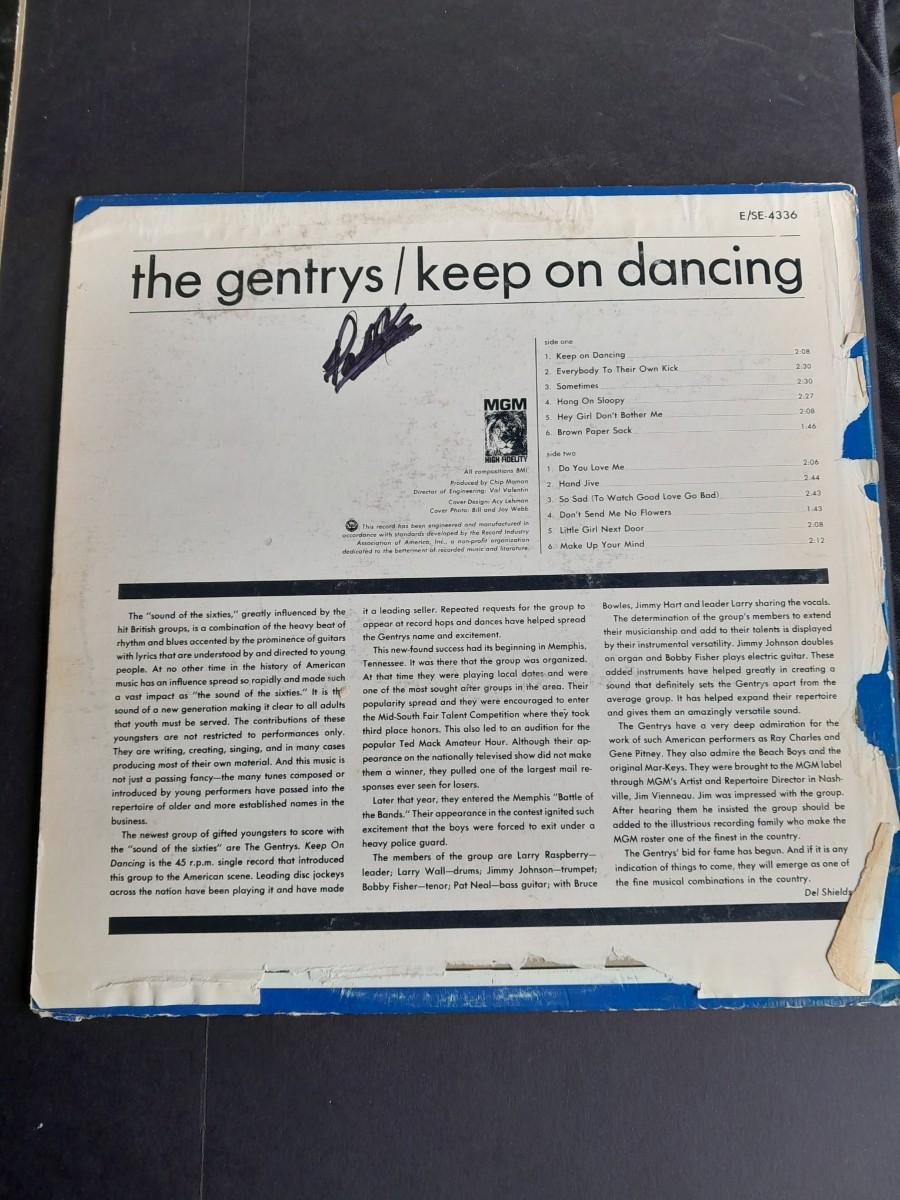 E/SE-4336
the gentrys/keep on dancing
side one
1. Keep on Dancing 2:08
2. Everybody To Their Own Kick 2:30
3. Sometimes 2:30
4. Hang On Sloopy 2:27
5. Hey Girl Don't Bother Me 2:08
6. Brown Paper Sack 1:46
side two
1. Do You Love Me 2:06
2. Hand Jive 2:44
3. So Sad (To Watch Good Love Go Bad) 2:43
4. Don't Send Me No Flowers 1:43
5 Little Girl Next Door 2:08
6. Make Up Your Mind 2:12
MGM
HIGH FIDELITY
All compositions BMI
Produced by Chip Moman
Director of Engineering: Val Valentin
Cover Design: Acy Lehman
Cover Photo: Bill and Joy Webb
This record has been engineered and manufactured in
accordance with standards developed by the Record Industry
Association of America, Inc., a non-profit organization
dedicated to the betterment of recorded music and literature.
The "sound of the sixties," greatly influenced by the
hit British groups, is a combination of the heavy beat of
rhythm and blues accented by the prominence of guitars
with lyrics that are understood by and directed to young
people. At no other time in the history of American
music has an influence spread so rapidly and made such
a vast impact as "the sound of the sixties." It is the
sound of a new generation making it clear to all adults
that youth must be served. The contributions of these
youngsters are not restricted to performances only.
They are writing, creating, singing, and in many cases
producing most of their own material. And this music is
not just a passing fancy—the many tunes composed or
introduced by young performers have passed into the
repertoire of older and more established names in the
business.
The newest group of gifted youngsters to score with
the "sound of the sixties" are The Gentrys. Keep On
Dancing is the 45 r.p.m. single record that introduced
this group to the American scene. Leading disc jockeys
across the nation have been playing it and have made
it a leading seller. Repeated requests for the group to
appear at record hops and dances have helped spread
the Gentrys name and excitement.
This new-found success had its beginning in Memphis,
Tennessee. It was there that the group was organized.
At that time they were playing local dates and were
one of the most sought after groups in the area. Their
popularity spread and they were encouraged to enter
the Mid-South Fair Talent Competition where they took
third place honors. This also led to an audition for the
popular Ted Mack Amateur Hour. Although their ap-
pearance on the nationally televised show did not make
them a winner, they pulled one of the largest mail re-
sponses ever seen for losers.
Later that year, they entered the Memphis "Battle of
the Bands." Their appearance in the contest ignited such
excitement that the boys were forced to exit under a
heavy police guard.
The members of the group are Larry Raspberry—
leader; Larry Wall—drums; Jimmy Johnson—trumpet;
Bobby Fisher—tenor; Pat Neal—bass guitar; with Bruce
Bowles, Jimmy Hart and leader Larry sharing the vocals.
The determination of the group's members to extend
their musicianship and add to their talents is displayed
by their instrumental versatility. Jimmy Johnson doubles
on organ and Bobby Fisher plays electric guitar. These
added instruments have helped greatly in creating a
sound that definitely sets the Gentrys apart from the
average group. It has helped expand their repertoire
and gives them an amazingly versatile sound.
The Gentrys have a very deep admiration for the
work of such American performers as Ray Charles and
Gene Pitney. They also admire the Beach Boys and the
original Mar-Keys. They were brought to the MGM label
through MGM's Artist and Repertoire Director in Nash-
ville, Jim Vienneau. Jim was impressed with the group.
After hearing them he insisted the group should be
added to the illustrious recording family who make the
MGM roster one of the finest in the country.
The Gentrys' bid for fame has begun. And if it is any
indication of things to come, they will emerge as one of
the fine musical combinations in the country.
Del Shields